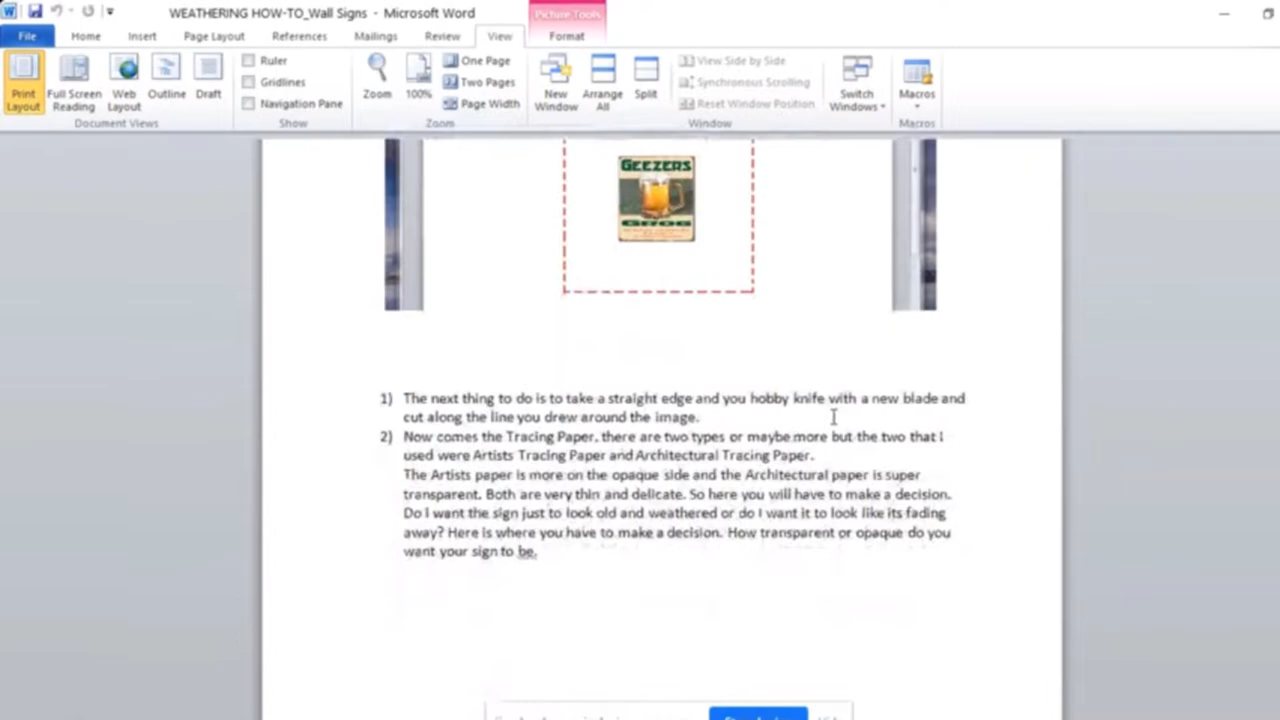 WEATHERING HOW-TO_Wall Signs - Microsoft Word
Picture Tools
File Home Insert Page Layout References Mailings Review View Format
Print Layout
Full Screen Reading
Web Layout
Outline
Draft
Document Views
Ruler
Gridlines
Navigation Pane
Show
Zoom
100%
One Page
Two Pages
Page Width
Zoom
New Window
Arrange All
Split
View Side by Side
Synchronous Scrolling
Reset Window Position
Window
Switch Windows
Macros
Macros
GEEZERS
1) The next thing to do is to take a straight edge and you hobby knife with a new blade and
cut along the line you drew around the image.
2) Now comes the Tracing Paper, there are two types or maybe more but the two that I
used were Artists Tracing Paper and Architectural Tracing Paper.
The Artists paper is more on the opaque side and the Architectural paper is super
transparent. Both are very thin and delicate. So here you will have to make a decision.
Do I want the sign just to look old and weathered or do I want it to look like its fading
away? Here is where you have to make a decision. How transparent or opaque do you
want your sign to be.